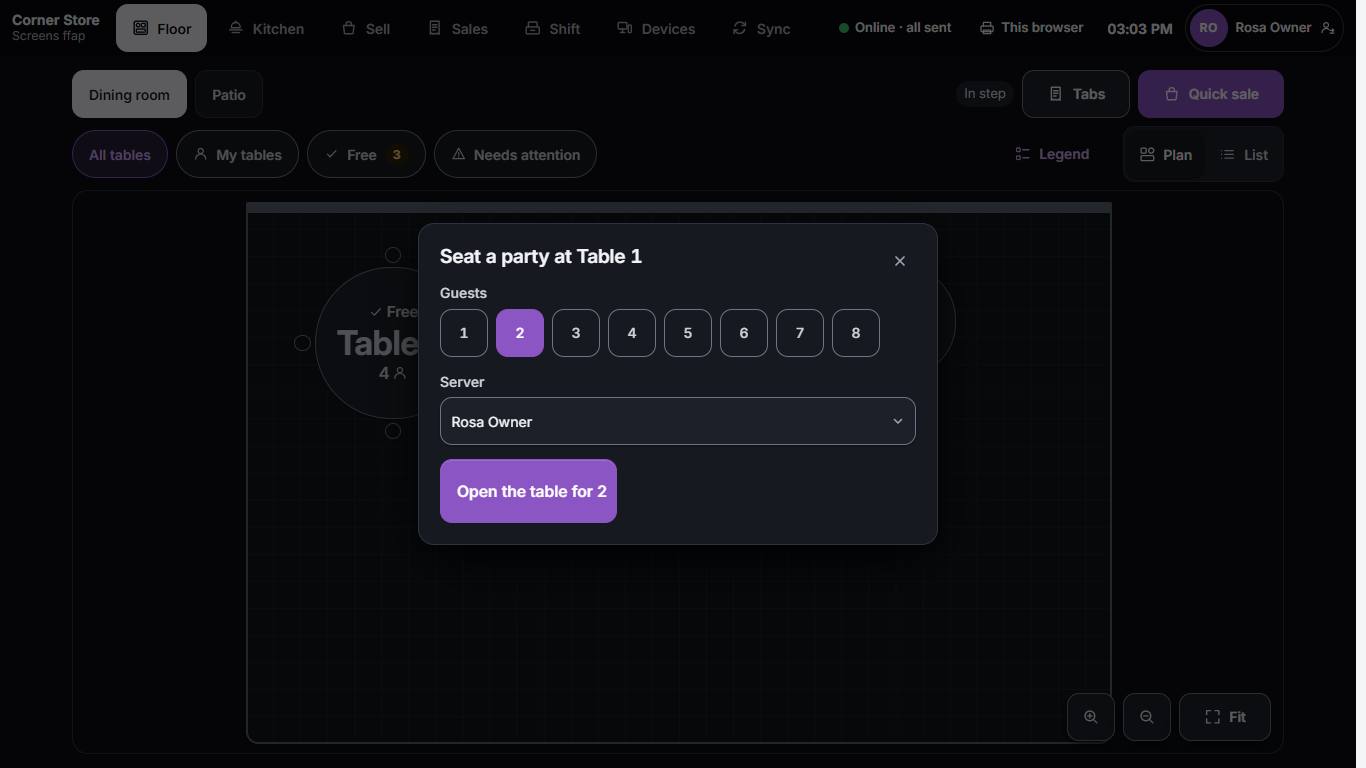 Corner Store
Screens ffap
Floor
Kitchen
Sell
Sales
Shift
Devices
Sync
Online · all sent
This browser
03:03 PM
RO
Rosa Owner
Dining room
Patio
In step
Tabs
Quick sale
All tables
My tables
Free 3
Needs attention
Legend
Plan
List
Free
Table
4
Seat a party at Table 1
Guests
1 2 3 4 5 6 7 8
Server
Rosa Owner
Open the table for 2
Fit